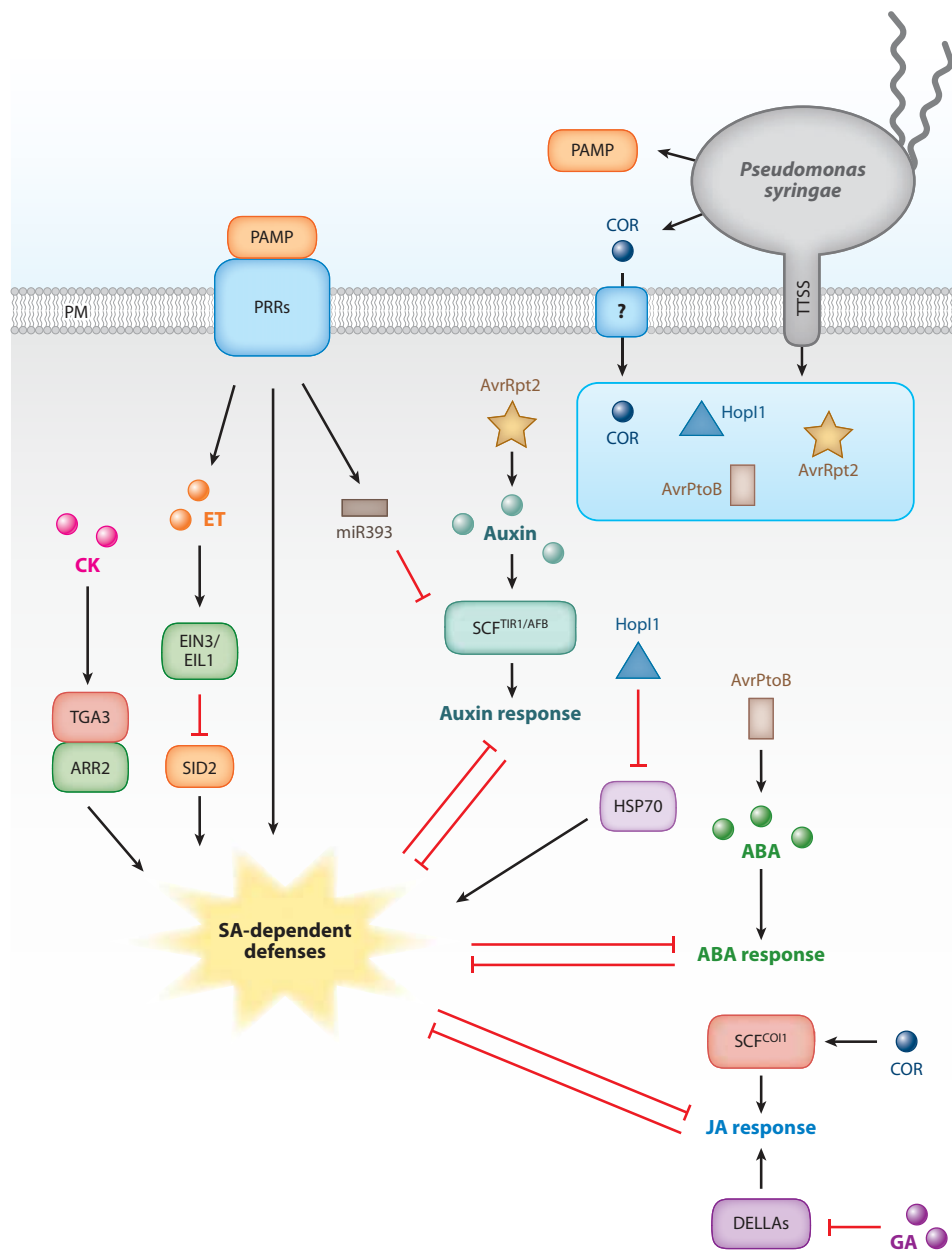 Pseudomonas
syringae
PAMP
COR
PAMP
PRRs
PM
?
TTSS
AvrRpt2
COR
HopI1
AvrRpt2
AvrPtoB
ET
miR393
Auxin
CK
SCFTIR1/AFB
EIN3/
EIL1
HopI1
AvrPtoB
TGA3
ARR2
SID2
Auxin response
HSP70
ABA
SA-dependent
defenses
ABA response
SCFCOI1
COR
JA response
DELLAs
GA